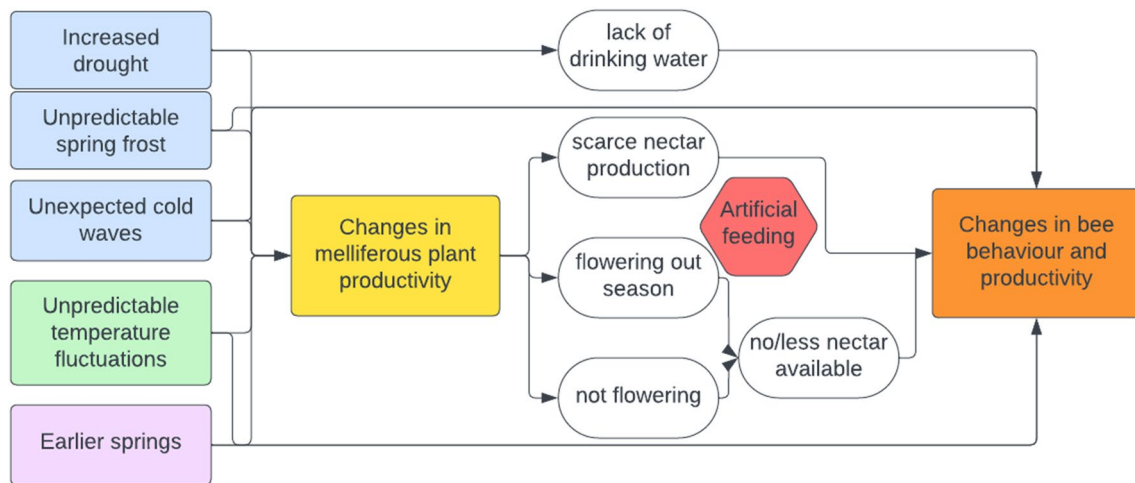 Increased
drought
Unpredictable
spring frost
Unexpected cold
waves
Unpredictable
temperature
fluctuations
Earlier springs
Changes in
melliferous plant
productivity
lack of
drinking water
scarce nectar
production
flowering out
season
not flowering
Artificial
feeding
no/less nectar
available
Changes in bee
behaviour and
productivity